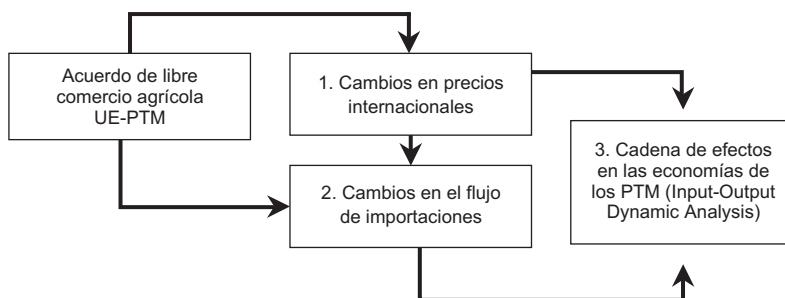 Acuerdo de libre
comercio agrícola
UE-PTM
1. Cambios en precios
internacionales
2. Cambios en el flujo
de importaciones
3. Cadena de efectos
en las economías de
los PTM (Input-Output
Dynamic Analysis)